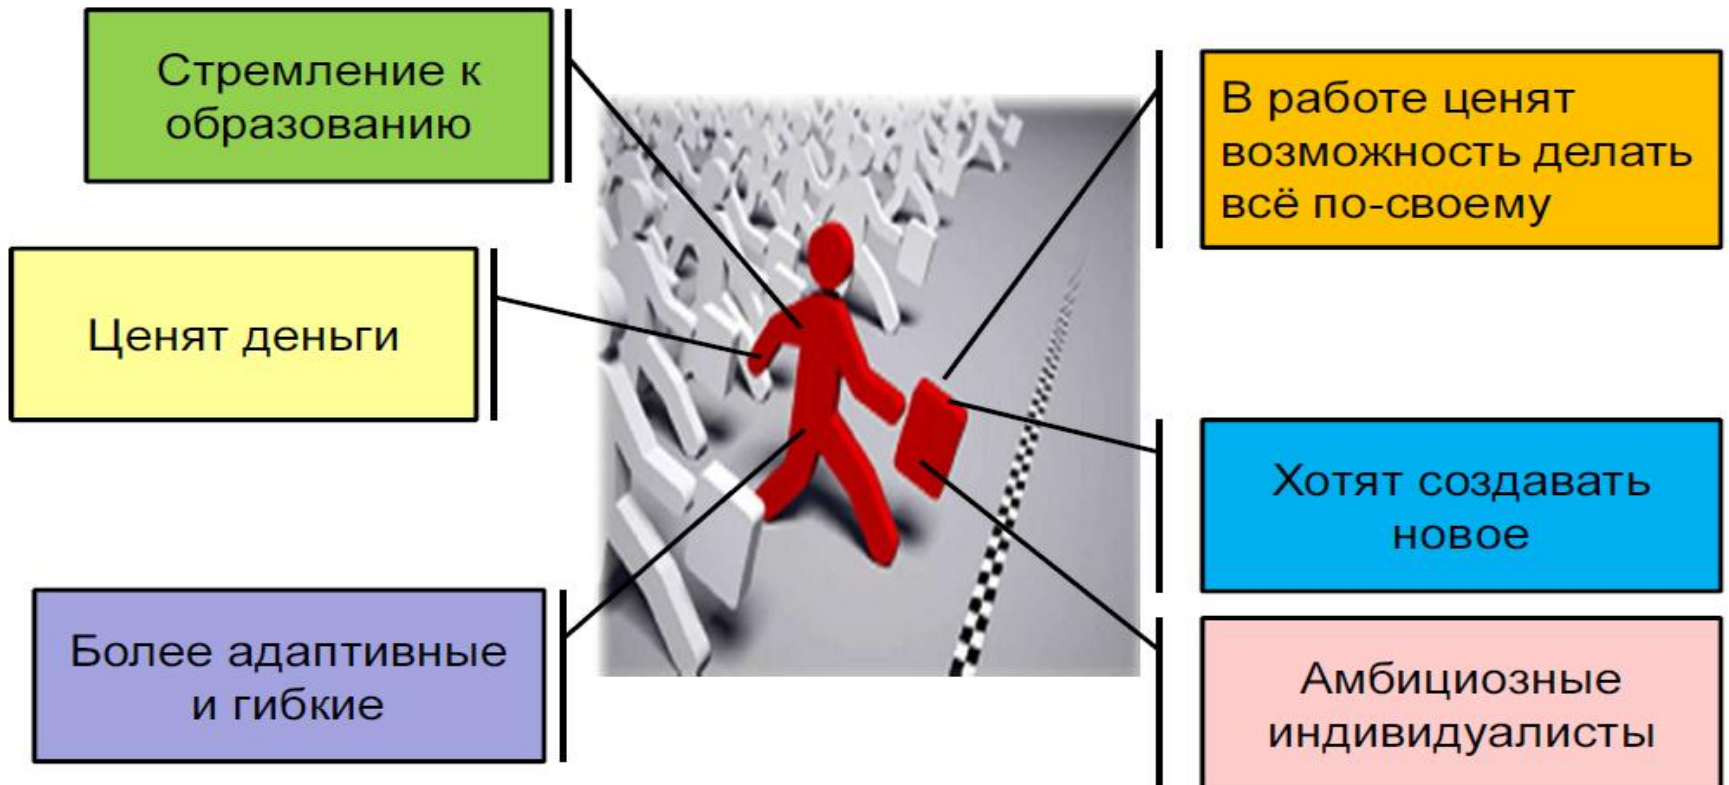 Стремление к
образованию
Ценят деньги
Более адаптивные
и гибкие
В работе ценят
возможность делать
всё по-своему
Хотят создавать
новое
Амбициозные
индивидуалисты